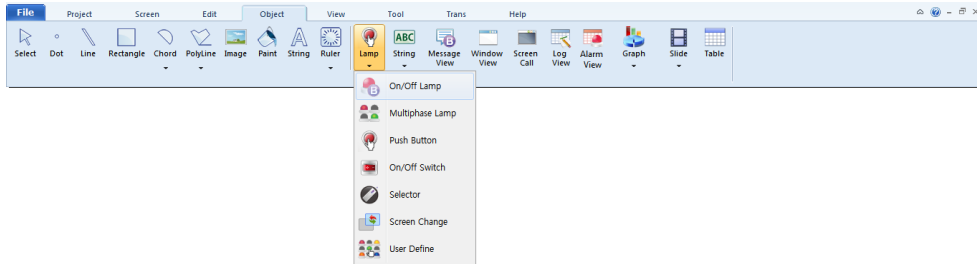 File Project Screen Edit Object View Tool Trans Help
Select Dot Line Rectangle Chord PolyLine Image Paint String Ruler Lamp String Message View Window View Screen Call Log View Alarm View Graph Slide Table
ABC
B
On/Off Lamp
Multiphase Lamp
Push Button
On/Off Switch
Selector
Screen Change
User Define